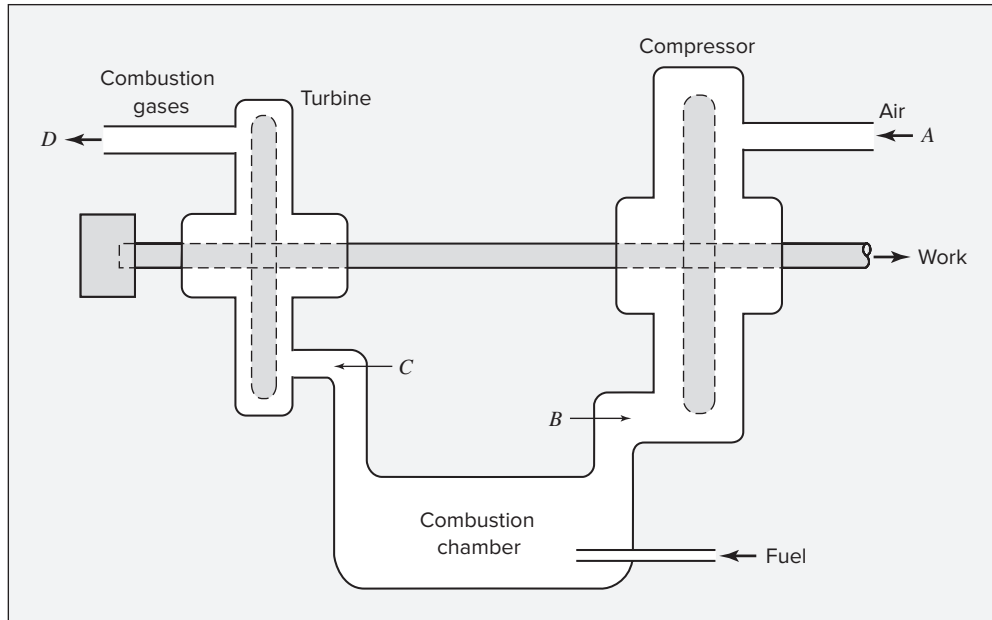 Compressor
Combustion
gases
Turbine
Air
D
A
Work
C
B
Combustion
chamber
Fuel